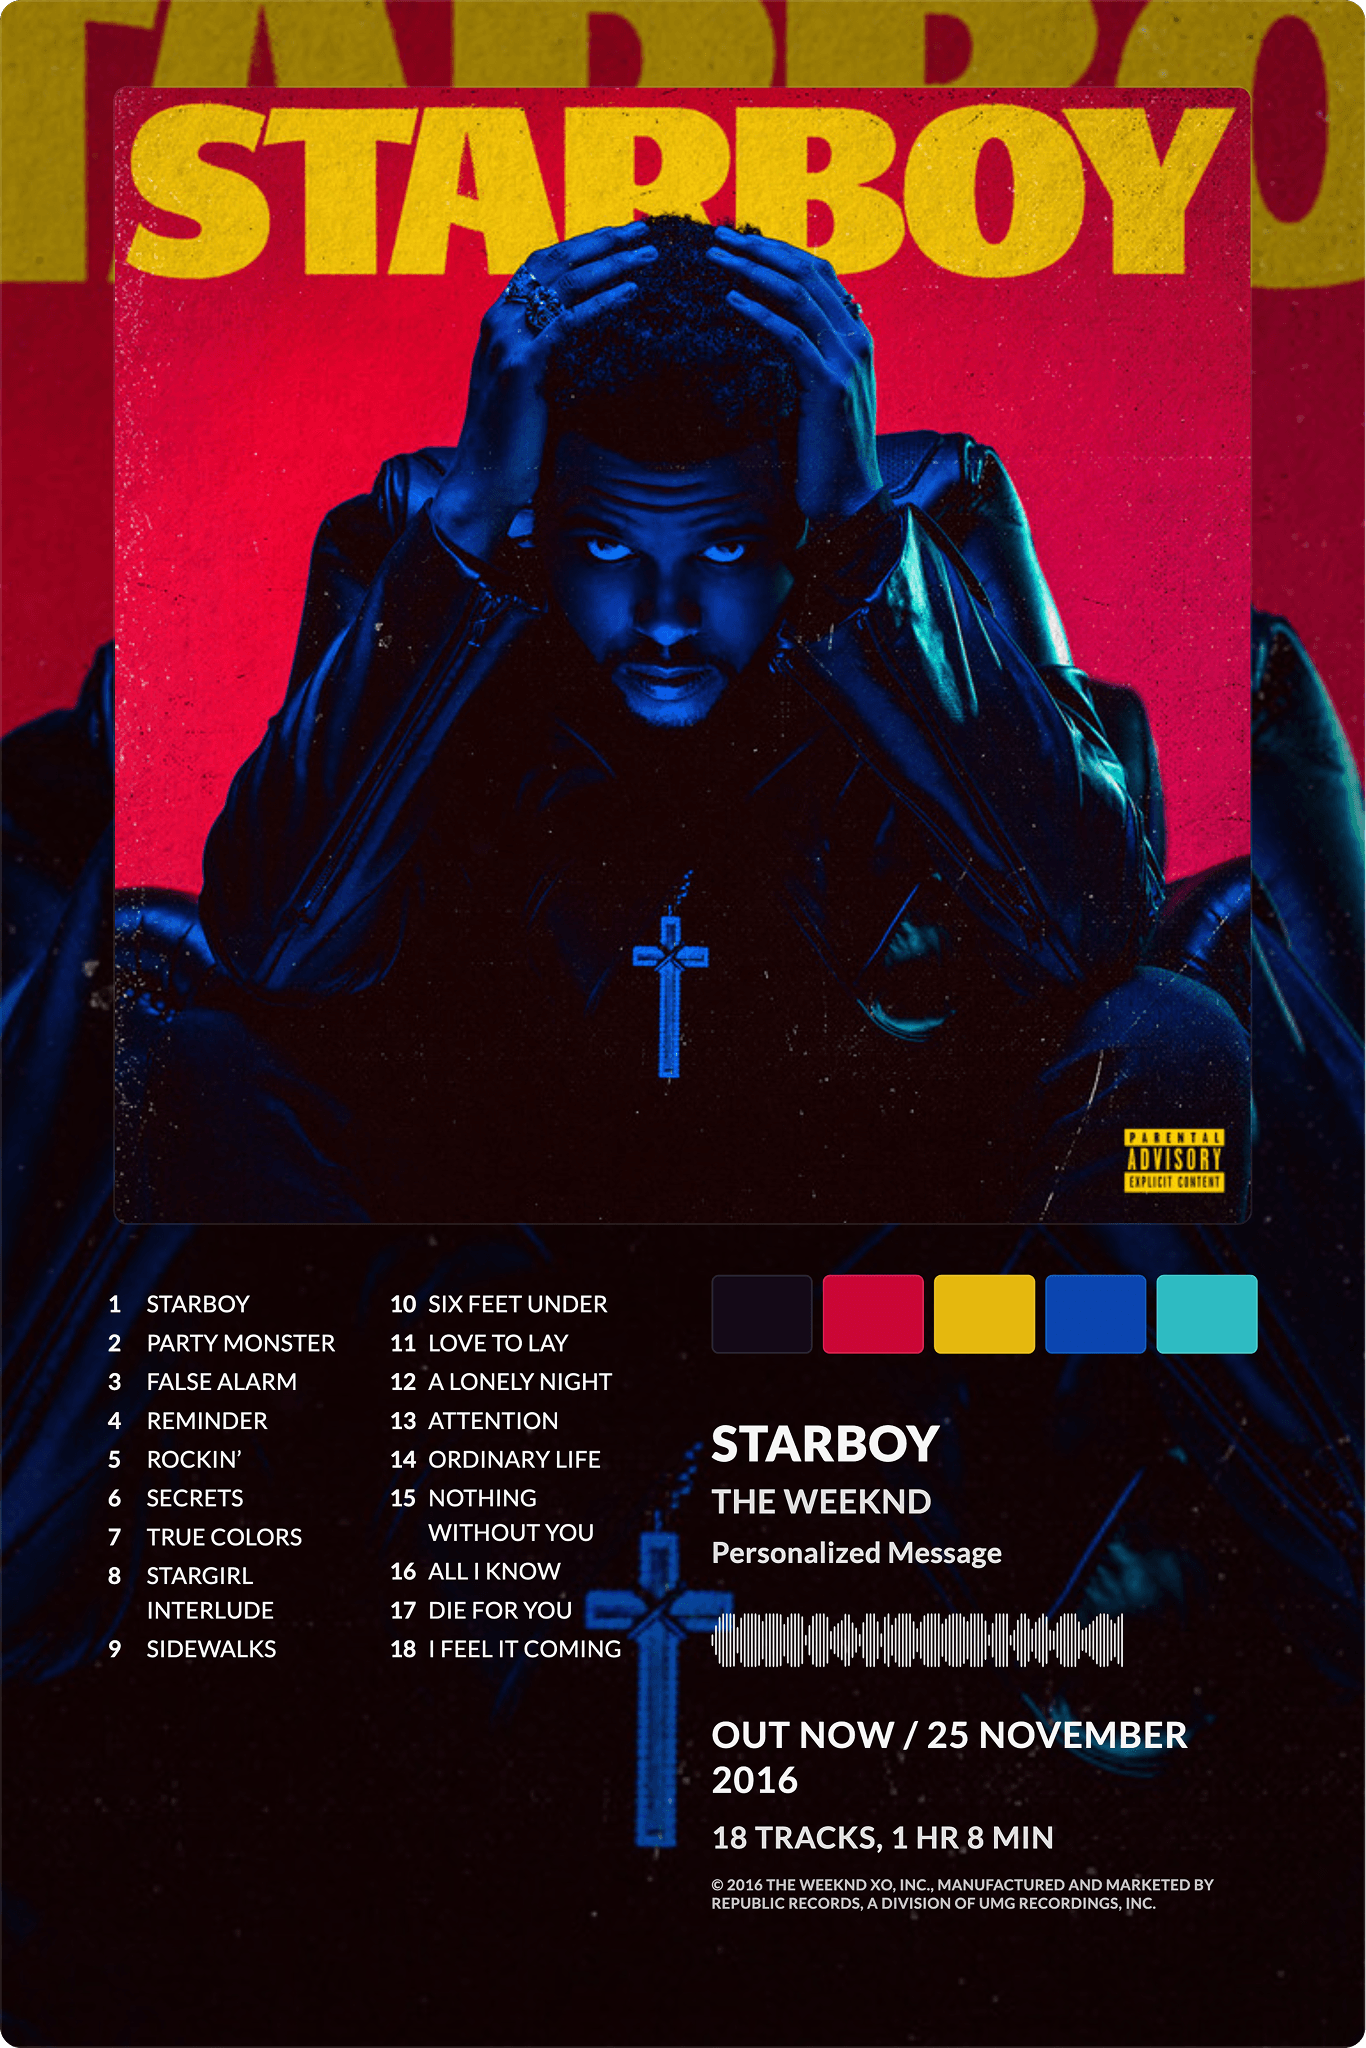 TARBO
STARBOY
PARENTAL
ADVISORY
EXPLICIT CONTENT
1 STARBOY
2 PARTY MONSTER
3 FALSE ALARM
4 REMINDER
5 ROCKIN’
6 SECRETS
7 TRUE COLORS
8 STARGIRL
INTERLUDE
9 SIDEWALKS
10 SIX FEET UNDER
11 LOVE TO LAY
12 A LONELY NIGHT
13 ATTENTION
14 ORDINARY LIFE
15 NOTHING
WITHOUT YOU
16 ALL I KNOW
17 DIE FOR YOU
18 I FEEL IT COMING
STARBOY
THE WEEKND
Personalized Message
OUT NOW / 25 NOVEMBER
2016
18 TRACKS, 1 HR 8 MIN
© 2016 THE WEEKND XO, INC., MANUFACTURED AND MARKETED BY
REPUBLIC RECORDS, A DIVISION OF UMG RECORDINGS, INC.